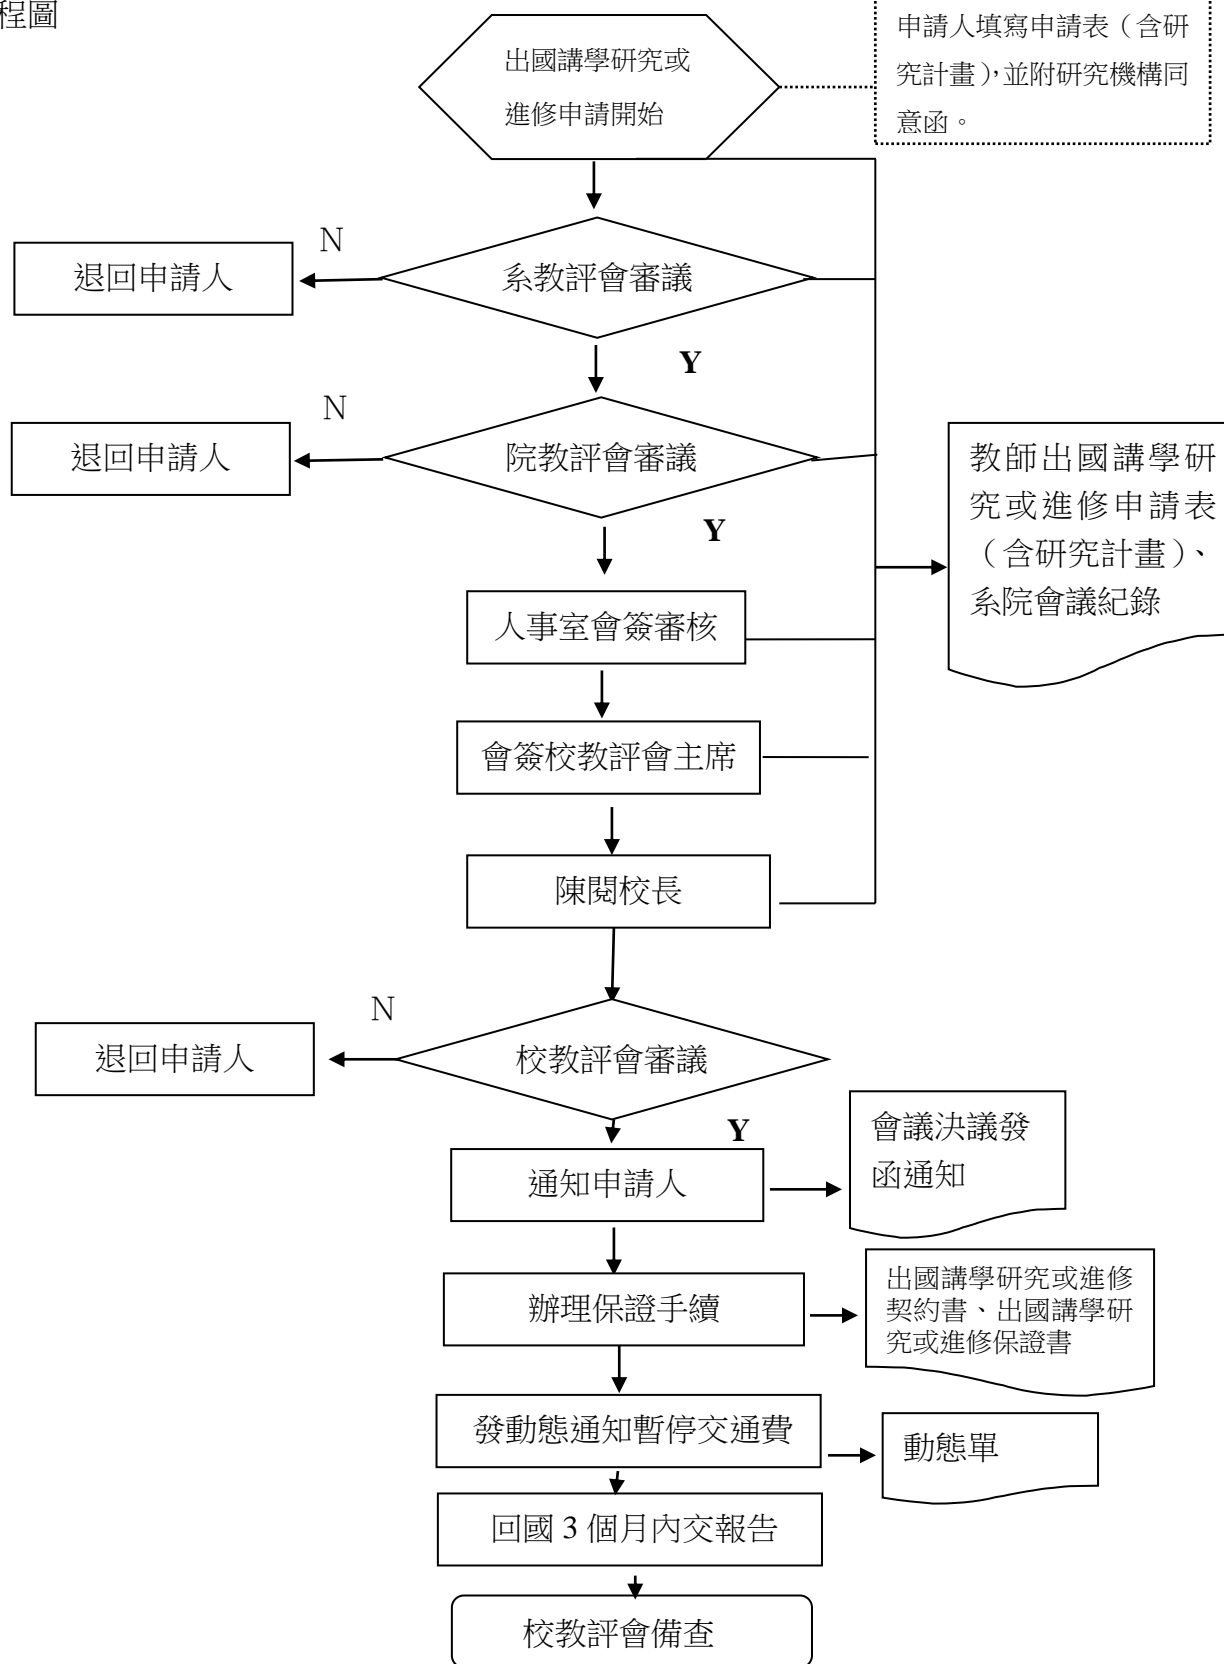 程圖
出國講學研究或
進修申請開始
申請人填寫申請表（含研
究計畫），並附研究機構同
意函。
N
退回申請人
系教評會審議
Y
N
退回申請人
院教評會審議
Y
教師出國講學研
究或進修申請表
（含研究計畫）、
系院會議紀錄
人事室會簽審核
會簽校教評會主席
陳閱校長
N
退回申請人
校教評會審議
Y
會議決議發
函通知
通知申請人
出國講學研究或進修
契約書、出國講學研
究或進修保證書
辦理保證手續
發動態通知暫停交通費
動態單
回國 3 個月內交報告
校教評會備查